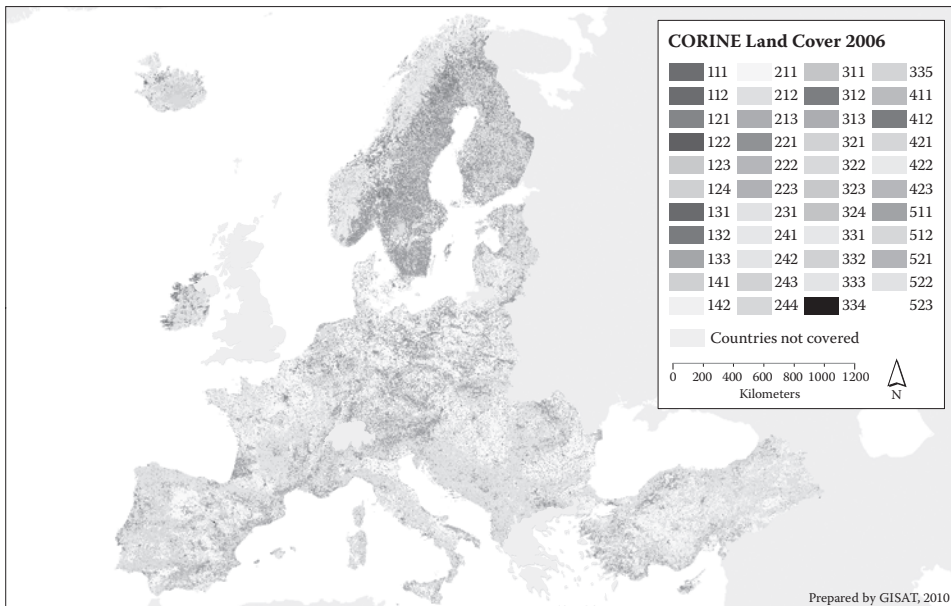 CORINE Land Cover 2006
111 211 311 335
112 212 312 411
121 213 313 412
122 221 321 421
123 222 322 422
124 223 323 423
131 231 324 511
132 241 331 512
133 242 332 521
141 243 333 522
142 244 334 523
Countries not covered
0 200 400 600 800 1000 1200
Kilometers
N
Prepared by GISAT, 2010